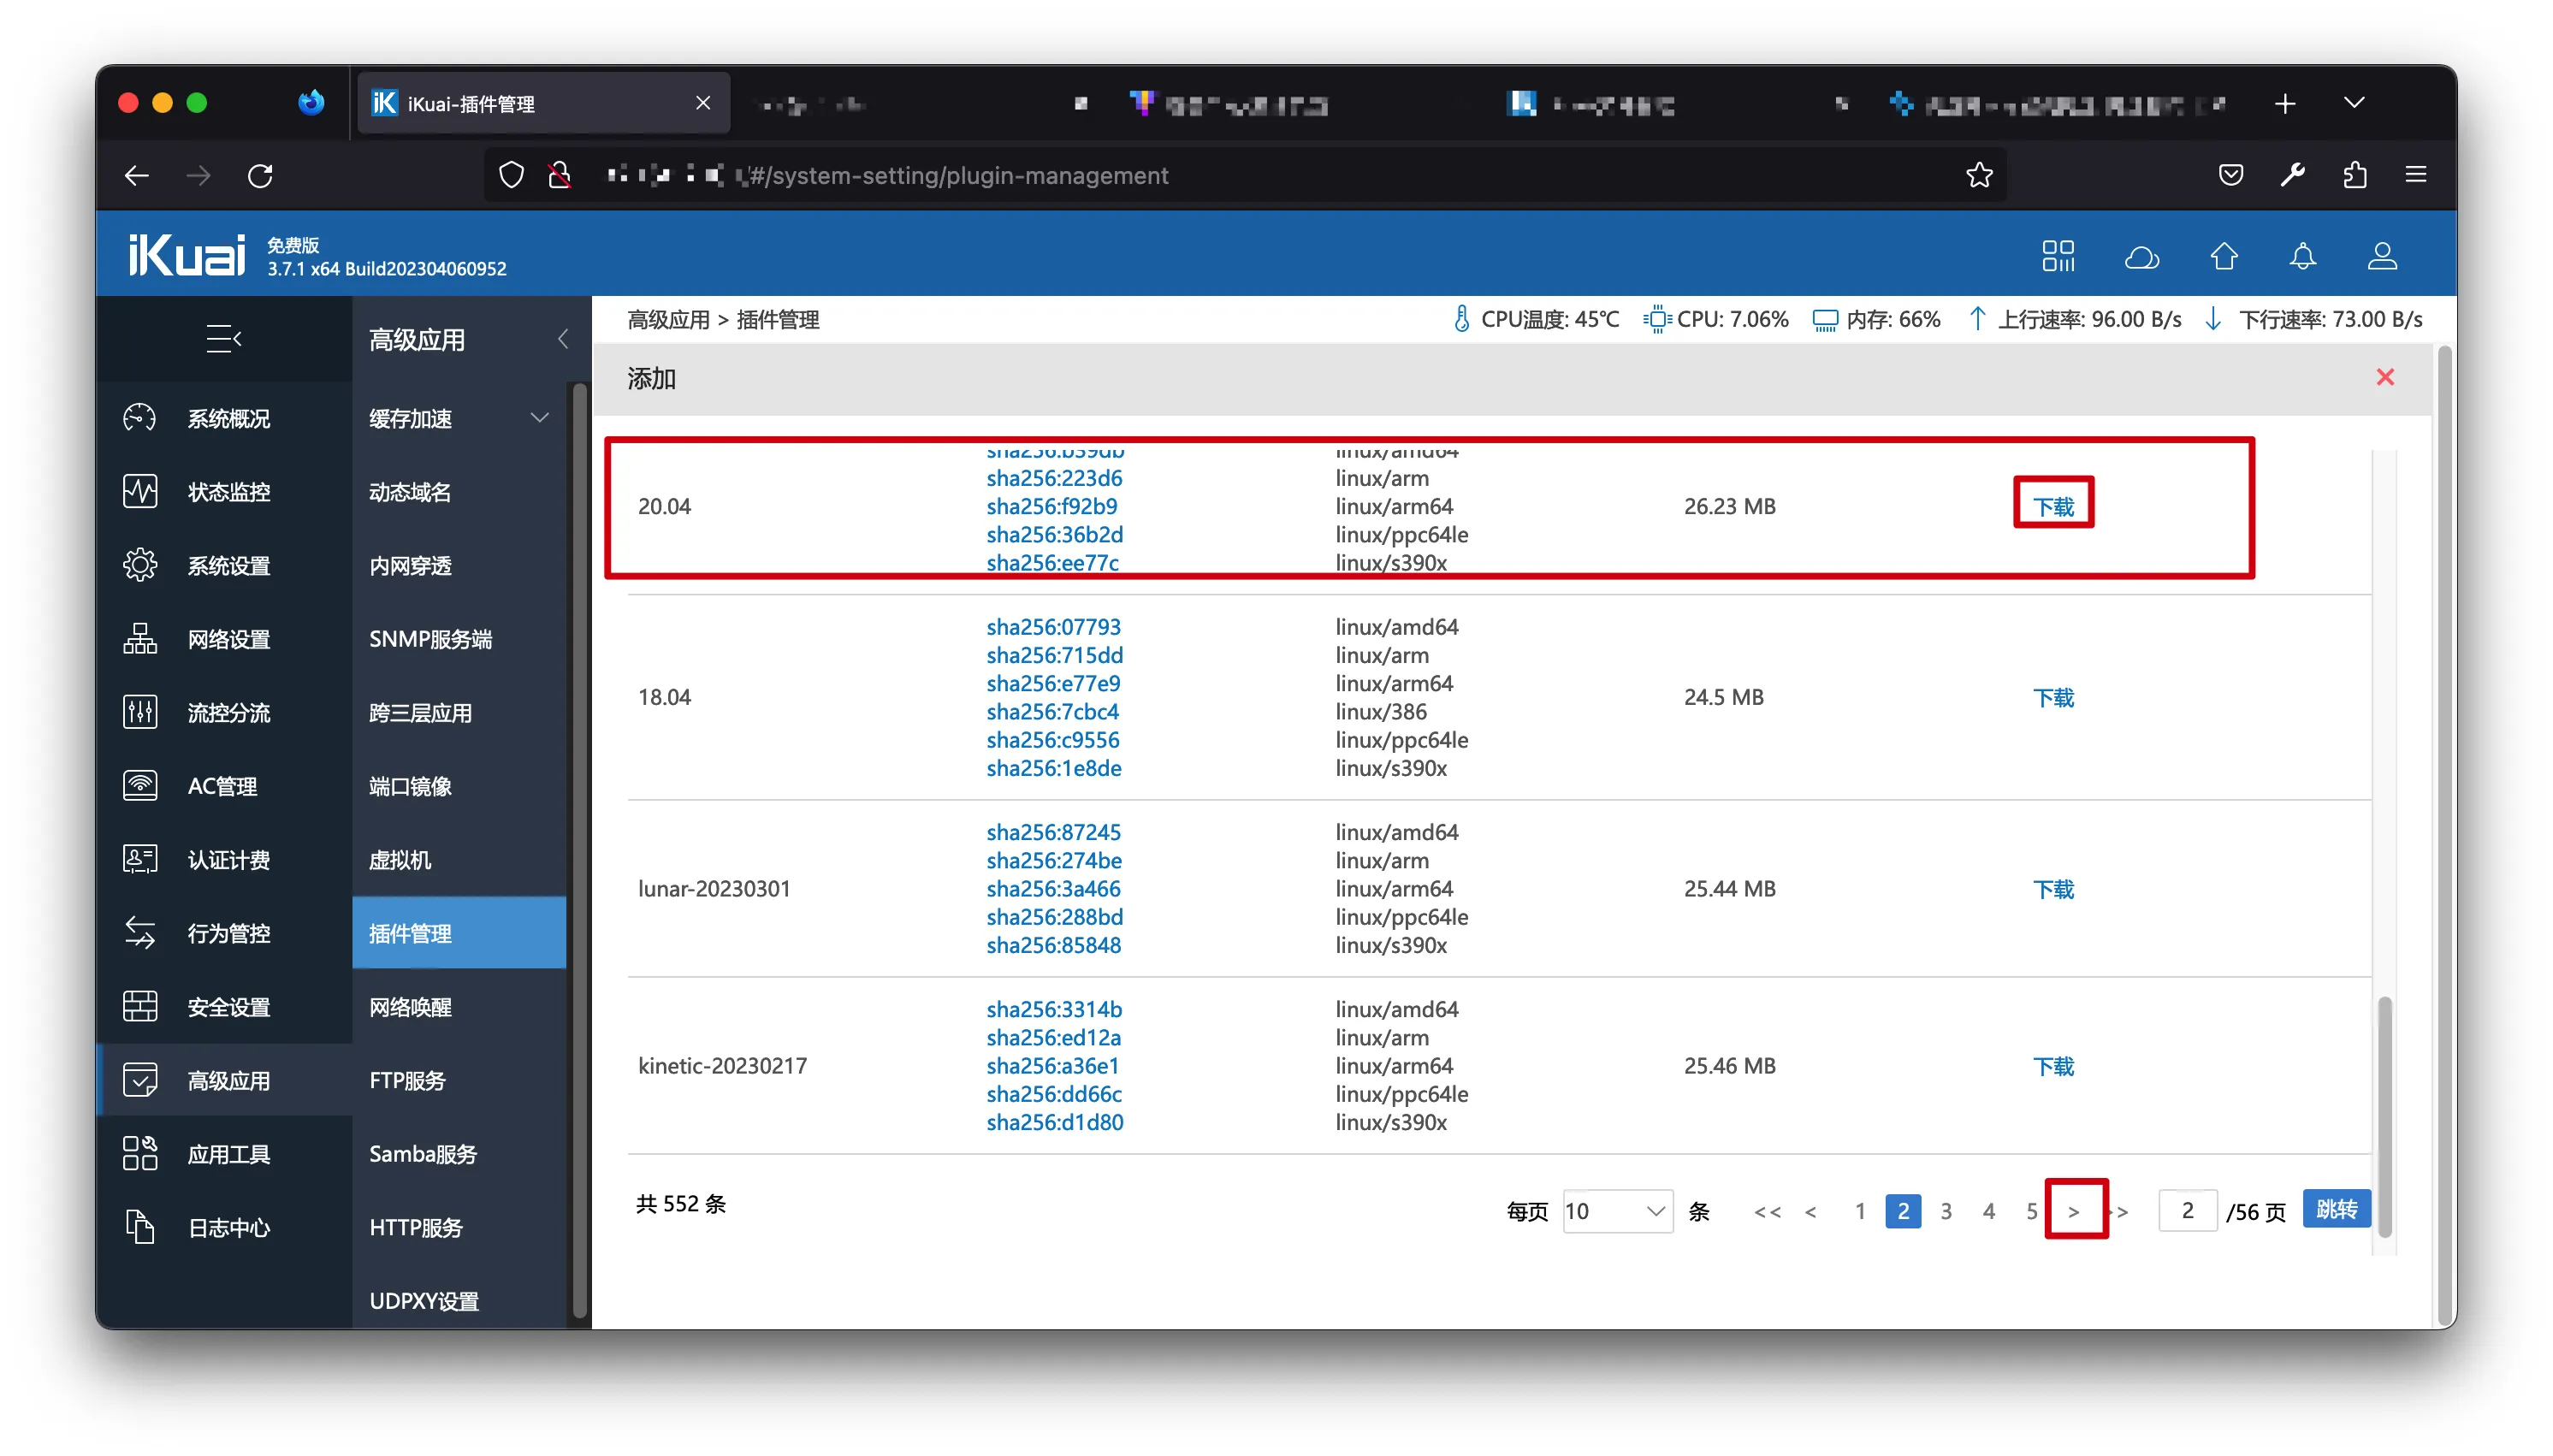 iKuai-插件管理
/#/system-setting/plugin-management
iKuai 免费版
3.7.1 x64 Build202304060952
高级应用 > 插件管理
CPU温度: 45℃ CPU: 7.06% 内存: 66% 上行速率: 96.00 B/s 下行速率: 73.00 B/s
系统概况
状态监控
系统设置
网络设置
流控分流
AC管理
认证计费
行为管控
安全设置
高级应用
应用工具
日志中心
高级应用
缓存加速
动态域名
内网穿透
SNMP服务端
跨三层应用
端口镜像
虚拟机
插件管理
网络唤醒
FTP服务
Samba服务
HTTP服务
UDPXY设置
添加
sha256:b59db linux/amd64
sha256:223d6 linux/arm
20.04 sha256:f92b9 linux/arm64 26.23 MB 下载
sha256:36b2d linux/ppc64le
sha256:ee77c linux/s390x
sha256:07793 linux/amd64
sha256:715dd linux/arm
sha256:e77e9 linux/arm64
18.04 24.5 MB 下载
sha256:7cbc4 linux/386
sha256:c9556 linux/ppc64le
sha256:1e8de linux/s390x
sha256:87245 linux/amd64
sha256:274be linux/arm
lunar-20230301 sha256:3a466 linux/arm64 25.44 MB 下载
sha256:288bd linux/ppc64le
sha256:85848 linux/s390x
sha256:3314b linux/amd64
sha256:ed12a linux/arm
kinetic-20230217 sha256:a36e1 linux/arm64 25.46 MB 下载
sha256:dd66c linux/ppc64le
sha256:d1d80 linux/s390x
共 552 条 每页 10 条 << < 1 2 3 4 5 > > 2 /56 页 跳转